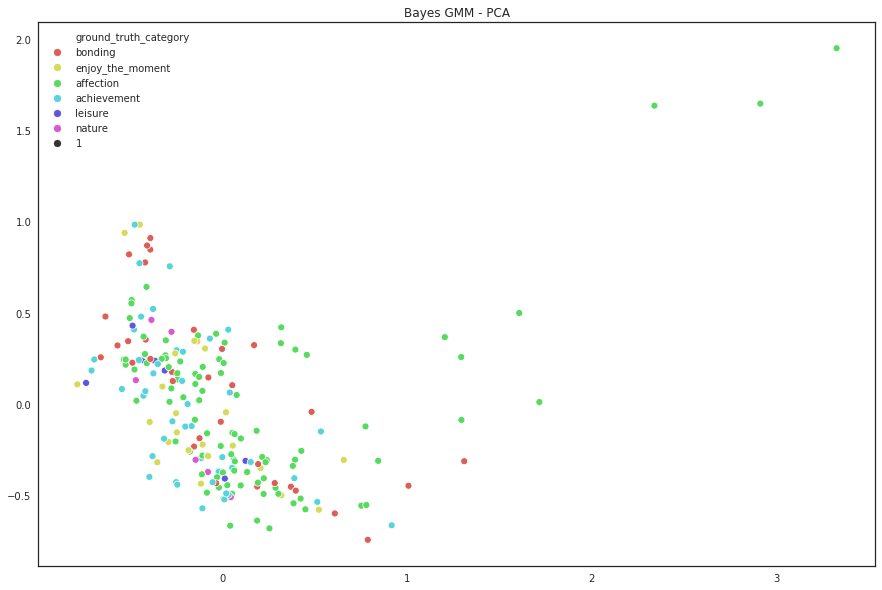 Bayes GMM - PCA
ground_truth_category
bonding
enjoy_the_moment
affection
achievement
leisure
nature
1
2.0
1.5
1.0
0.5
0.0
−0.5
0 1 2 3